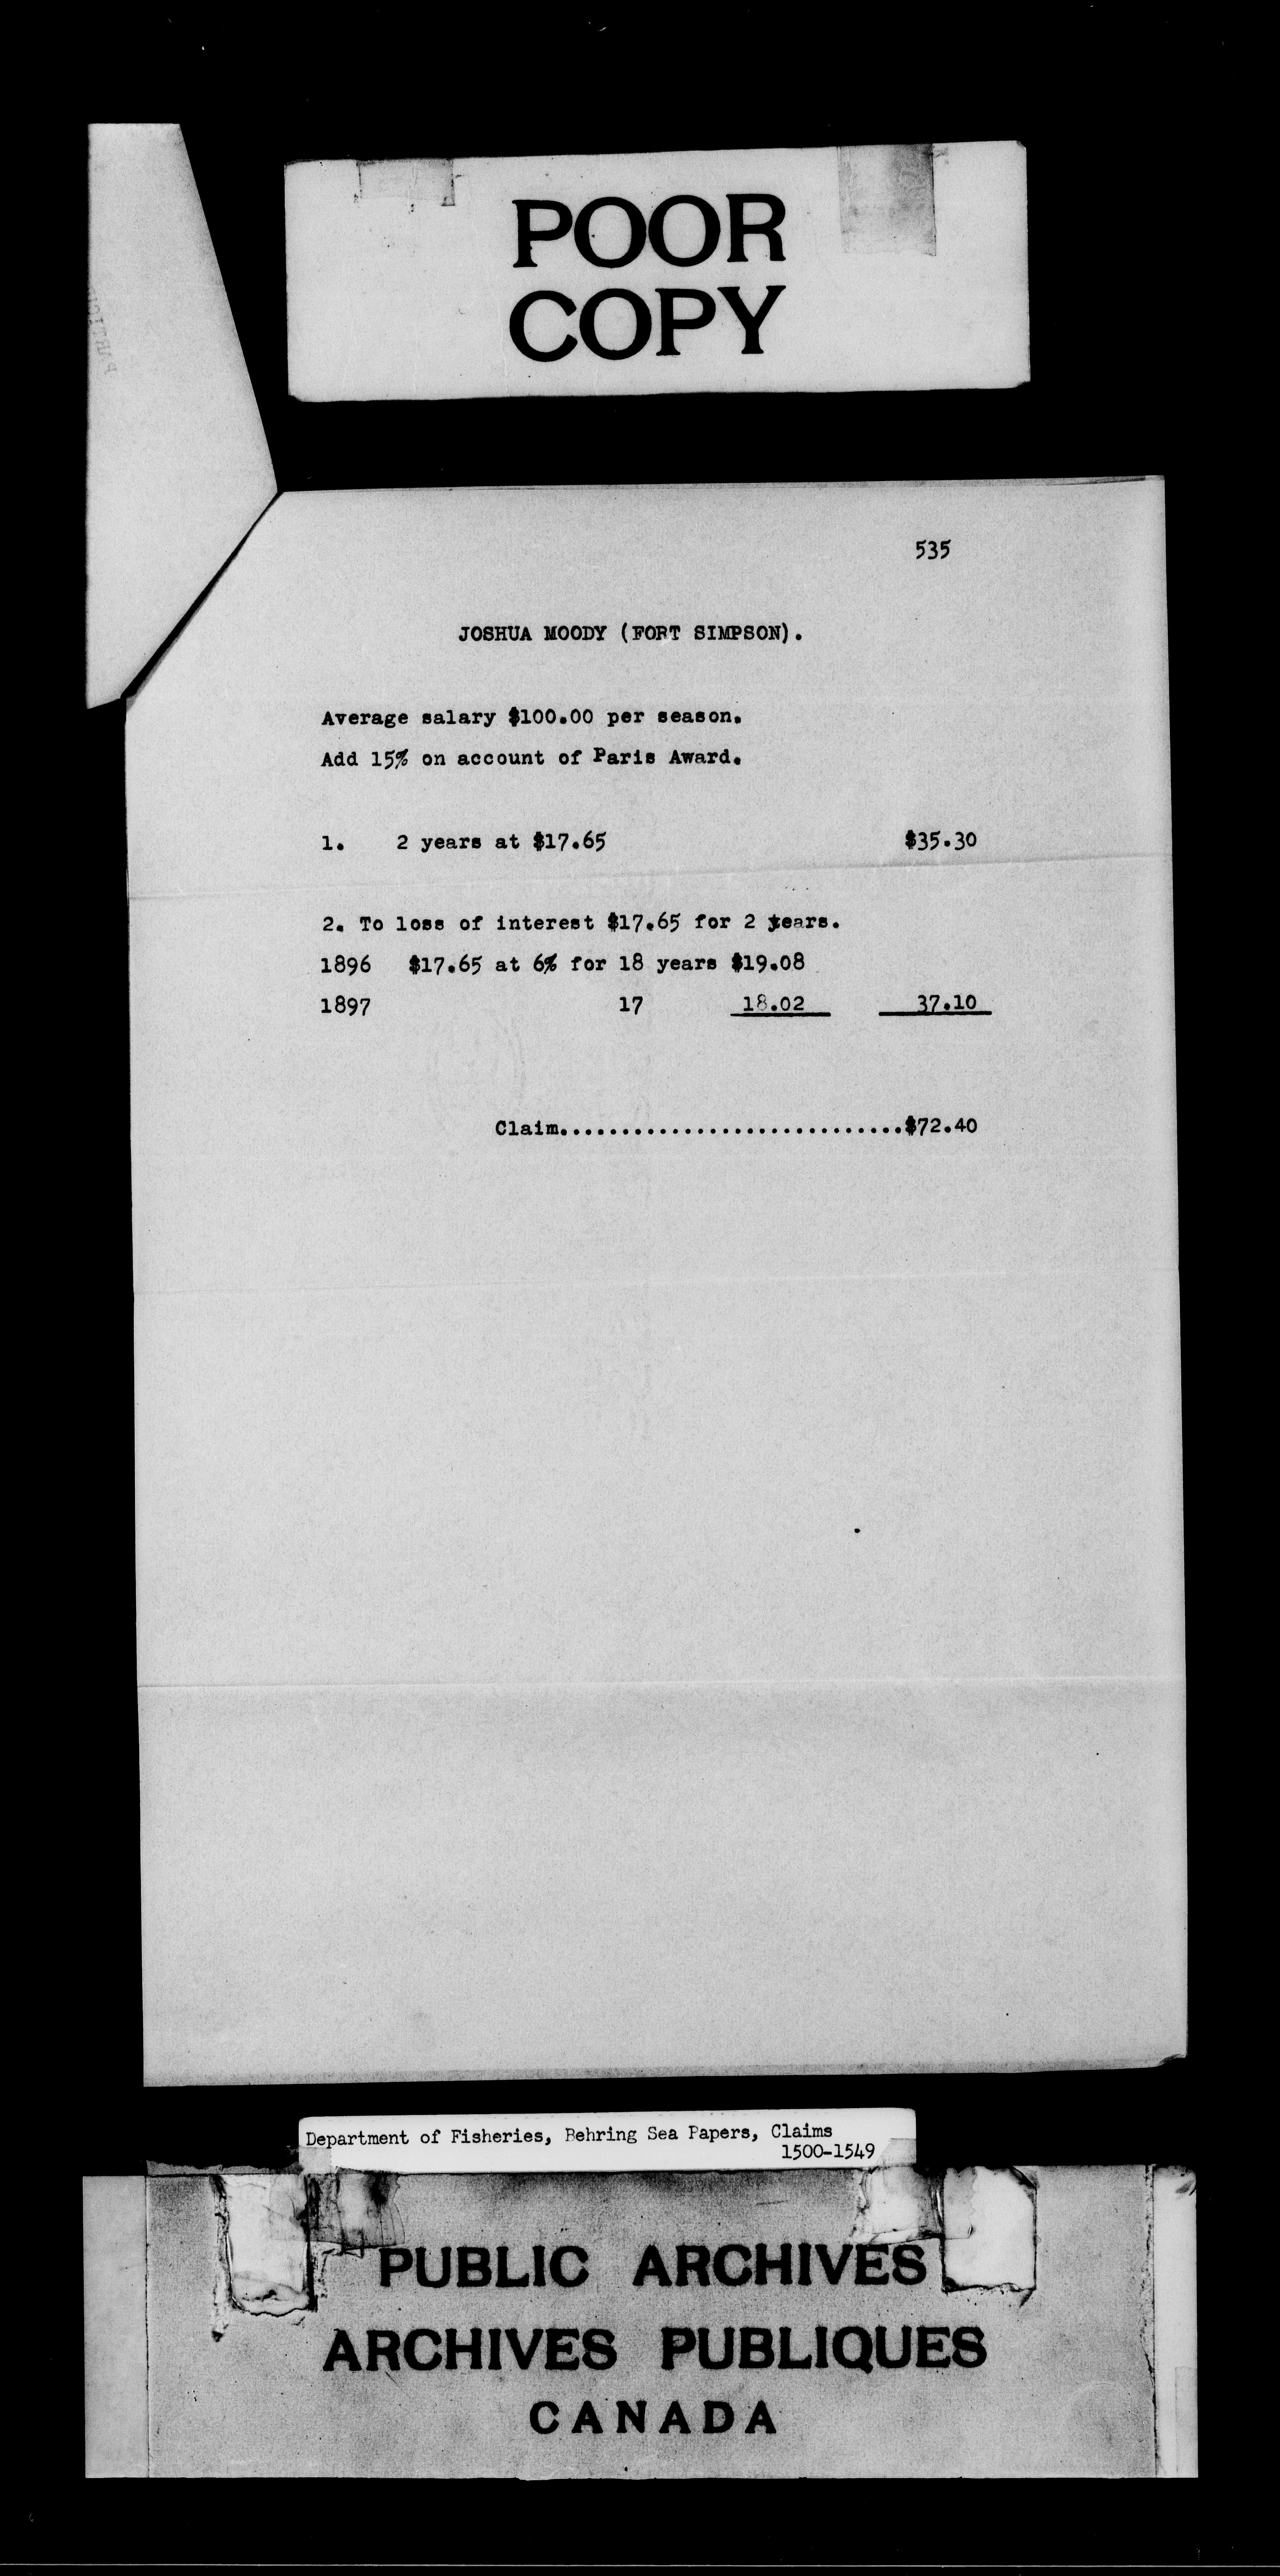 POOR
COPY
535
JOSHUA MOODY (FORT SIMPSON).
Average salary $100.00 per season.
Add 15% on account of Paris Award.
1. 2 years at $17.65 $35.30
2. To loss of interest $17.65 for 2 years.
1896 $17.65 at 6% for 18 years $19.08
1897 17 18.02 37.10
Claim............................$72.40
Department of Fisheries, Behring Sea Papers, Claims
1500-1549
PUBLIC ARCHIVES
ARCHIVES PUBLIQUES
CANADA